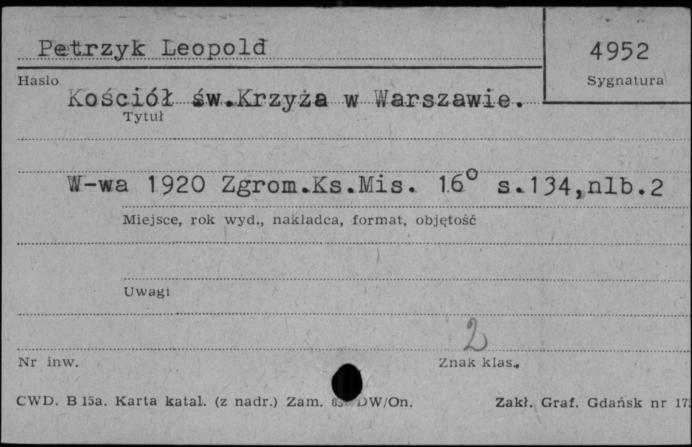 Petrzyk Leopold
4952
Hasło
Sygnatura
Kościół św.Krzyża w Warszawie.
Tytuł
W-wa 1920 Zgrom.Ks.Mis. 16° s.134,nlb.2
Miejsce, rok wyd., nakładca, format, objętość
Uwagi
2
Nr inw.
Znak klas.
CWD. B 15a. Karta katal. (z nadr.) Zam. DW/On.
Zakł. Graf. Gdańsk nr